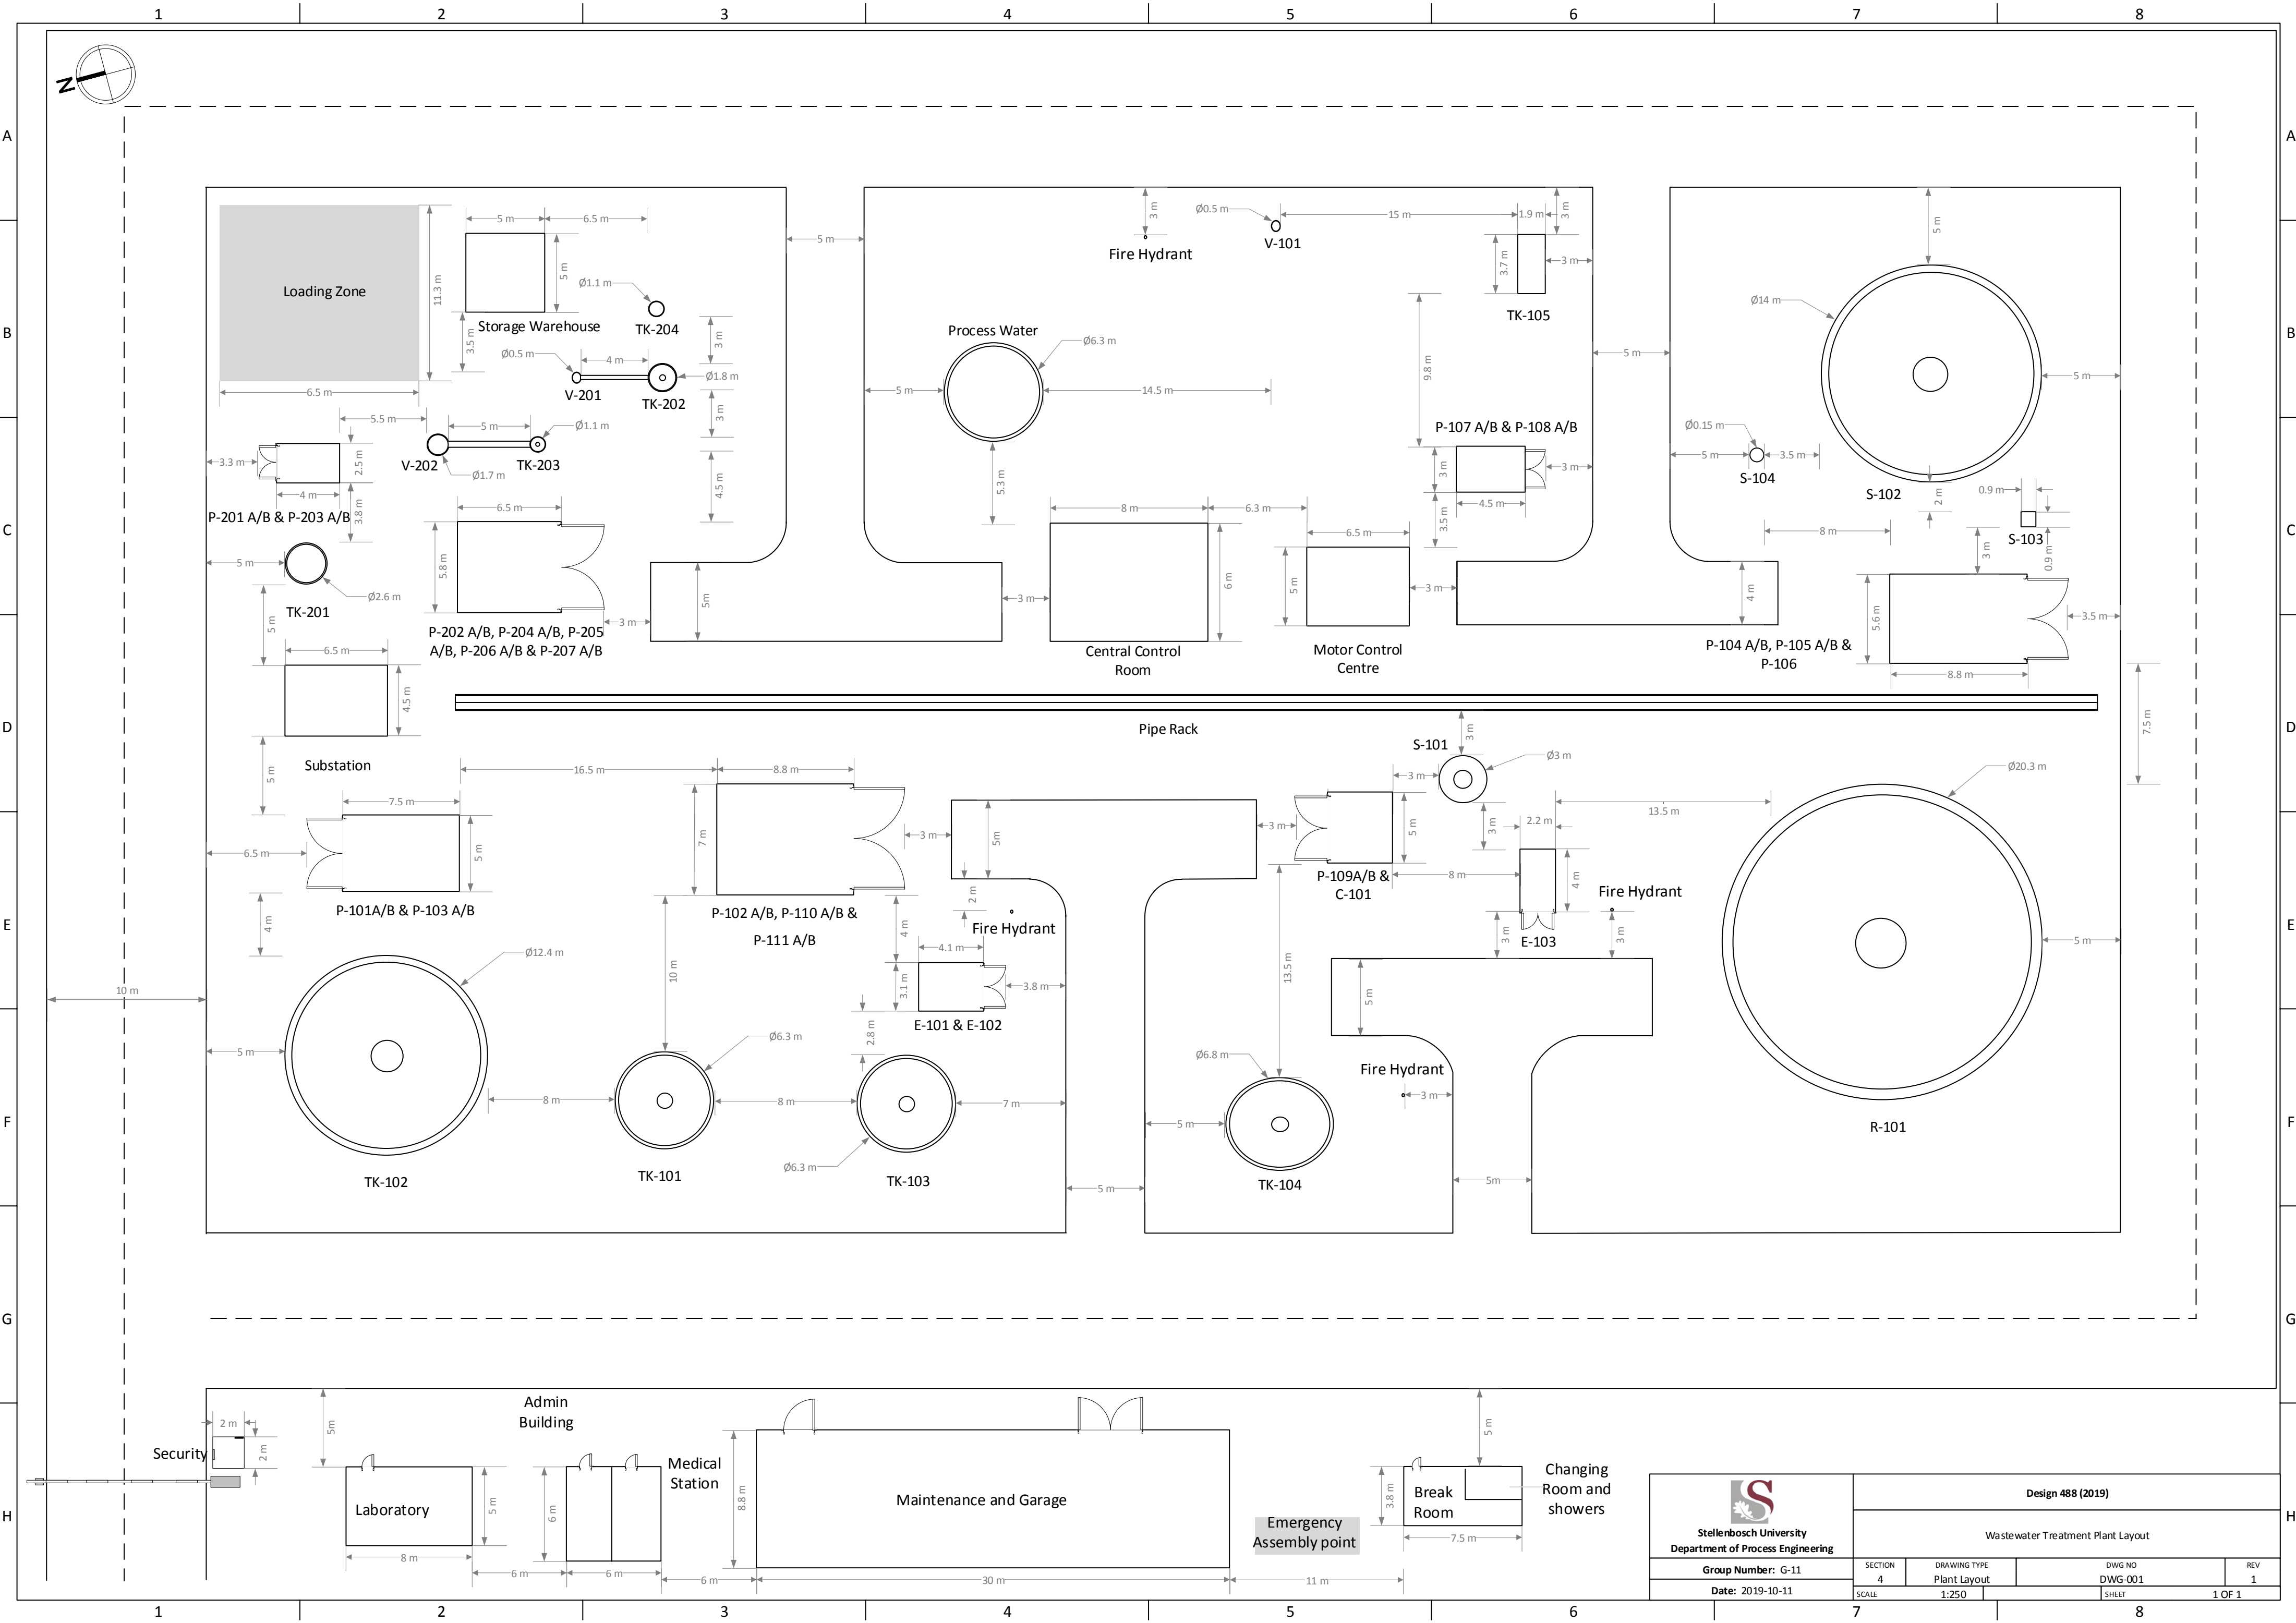 1 2 3 4 5 6 7 8
N
A A
5 m 6.5 m
3 m
Ø0.5 m
15 m
1.9 m
3 m
5 m
V-101
5 m
Fire Hydrant
Loading Zone
11.3 m
5 m
Ø1.1 m
3.7 m
3 m
Ø14 m
B B
Storage Warehouse
TK-204
TK-105
3.5 m
3 m
Process Water
Ø6.3 m
5 m
Ø0.5 m
4 m
Ø1.8 m
V-201
TK-202
9.8 m
6.5 m
5 m
14.5 m
5 m
5.5 m
5 m
Ø1.1 m
3 m
P-107 A/B & P-108 A/B
Ø0.15 m
3.3 m
2.5 m
V-202
TK-203
Ø1.7 m
3 m
3 m
5 m
3.5 m
S-104
4 m
4.5 m
5.3 m
4.5 m
S-102
2 m
0.9 m
P-201 A/B & P-203 A/B
3.8 m
6.5 m
8 m
6.3 m
3.5 m
C C
6.5 m
8 m
3 m
S-103
0.9 m
5 m
Ø2.6 m
TK-201
5.8 m
5m
3 m
6 m
5 m
3 m
4 m
5.6 m
3.5 m
5 m
3 m
P-202 A/B, P-204 A/B, P-205
A/B, P-206 A/B & P-207 A/B
Central Control
Room
Motor Control
Centre
P-104 A/B, P-105 A/B &
P-106
6.5 m
8.8 m
4.5 m
D D
Pipe Rack
3 m
7.5 m
Substation
5 m
16.5 m
8.8 m
S-101
Ø3 m
3 m
Ø20.3 m
7.5 m
13.5 m
6.5 m
5 m
7 m
3 m
5m
3 m
5 m
3 m
2.2 m
P-109A/B &
C-101
8 m
4 m
Fire Hydrant
P-101A/B & P-103 A/B
P-102 A/B, P-110 A/B &
P-111 A/B
2 m
Fire Hydrant
E E
4 m
4 m
4.1 m
3 m
E-103
3 m
5 m
Ø12.4 m
10 m
3.1 m
3.8 m
13.5 m
5 m
10 m
E-101 & E-102
2.8 m
5 m
Ø6.3 m
Ø6.8 m
Fire Hydrant
3 m
8 m
8 m
7 m
5 m
F F
R-101
Ø6.3 m
TK-102
TK-101
TK-103
TK-104
5 m
5m
G G
Admin
Building
2 m
Security
2 m
5m
5 m
Medical
Station
Changing
Room and
showers
Laboratory
5 m
6 m
8.8 m
Maintenance and Garage
Emergency
Assembly point
3.8 m
Break
Room
7.5 m
H H
8 m
6 m
6 m
6 m
30 m
11 m
S
Stellenbosch University
Department of Process Engineering
Group Number: G-11
Date: 2019-10-11
Design 488 (2019)
Wastewater Treatment Plant Layout
SECTION DRAWING TYPE DWG NO REV
4 Plant Layout DWG-001 1
SCALE 1:250 SHEET 1 OF 1
1 2 3 4 5 6 7 8